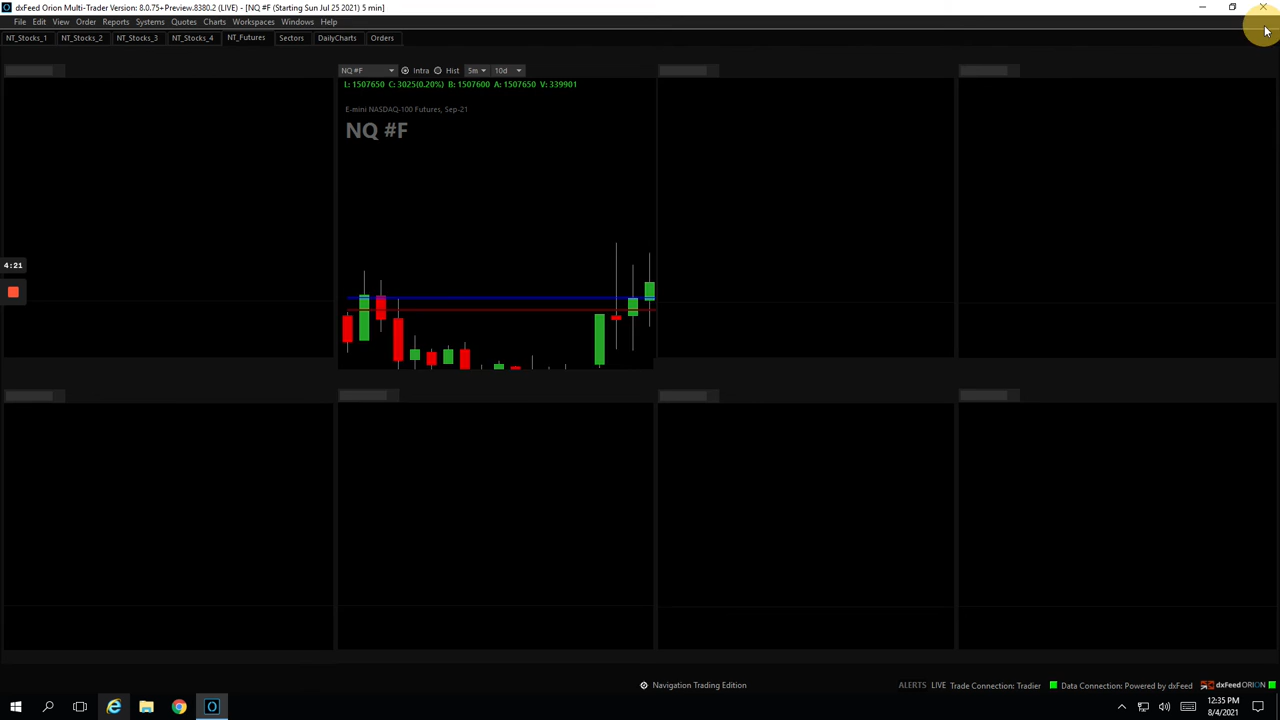 dxFeed Orion Multi-Trader Version: 8.0.75+Preview.8380.2 (LIVE) - [NQ #F (Starting Sun Jul 25 2021) 5 min]
File Edit View Order Reports Systems Quotes Charts Workspaces Windows Help
NT_Stocks_1 NT_Stocks_2 NT_Stocks_3 NT_Stocks_4 NT_Futures Sectors DailyCharts Orders
NQ #F Intra Hist 5m 10d
L: 1507650 C: 3025(0.20%) B: 1507600 A: 1507650 V: 339901
E-mini NASDAQ-100 Futures, Sep-21
NQ #F
4:21
Navigation Trading Edition
ALERTS LIVE Trade Connection: Tradier Data Connection: Powered by dxFeed dxFeed ORION
12:35 PM
8/4/2021